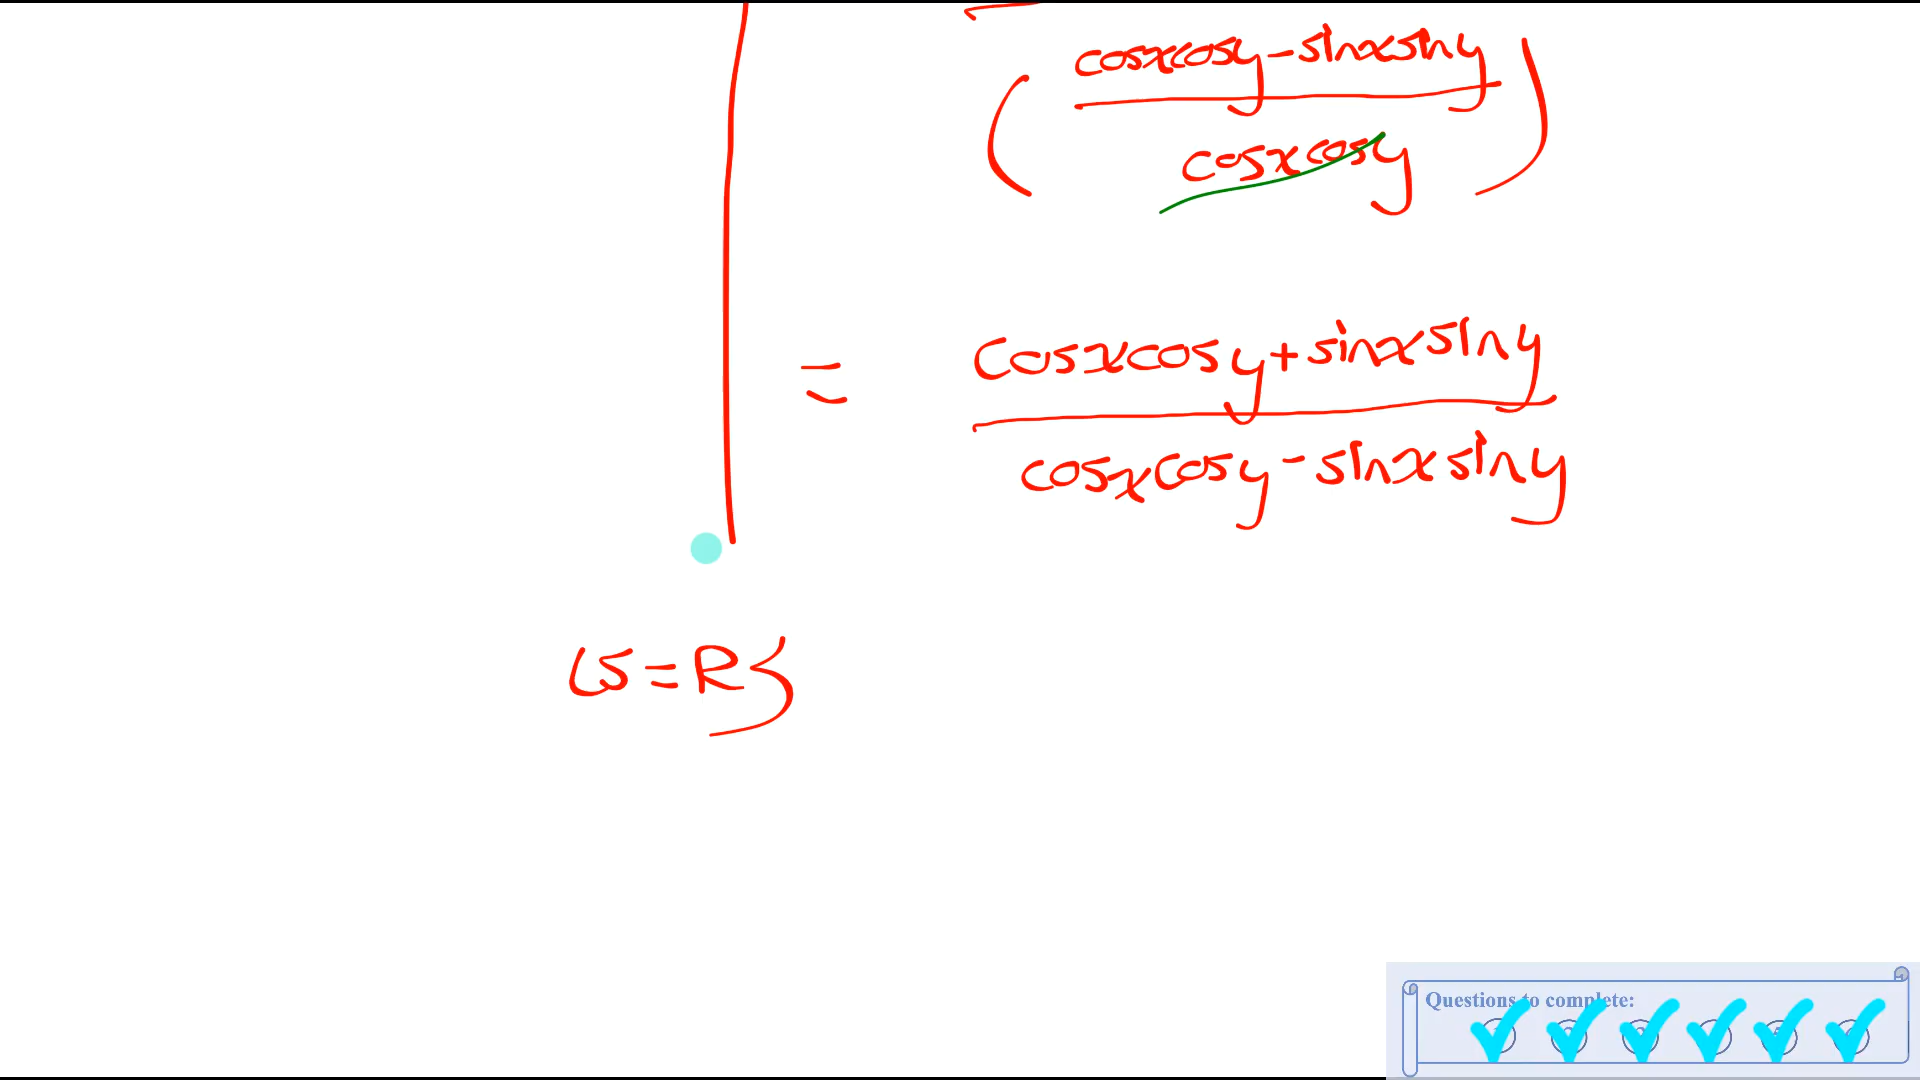 cosxcosy-sinxsiny
cosxcosy
= cosxcosy+sinxsiny
cosxcosy-sinxsiny
LS=RS
Questions to complete: